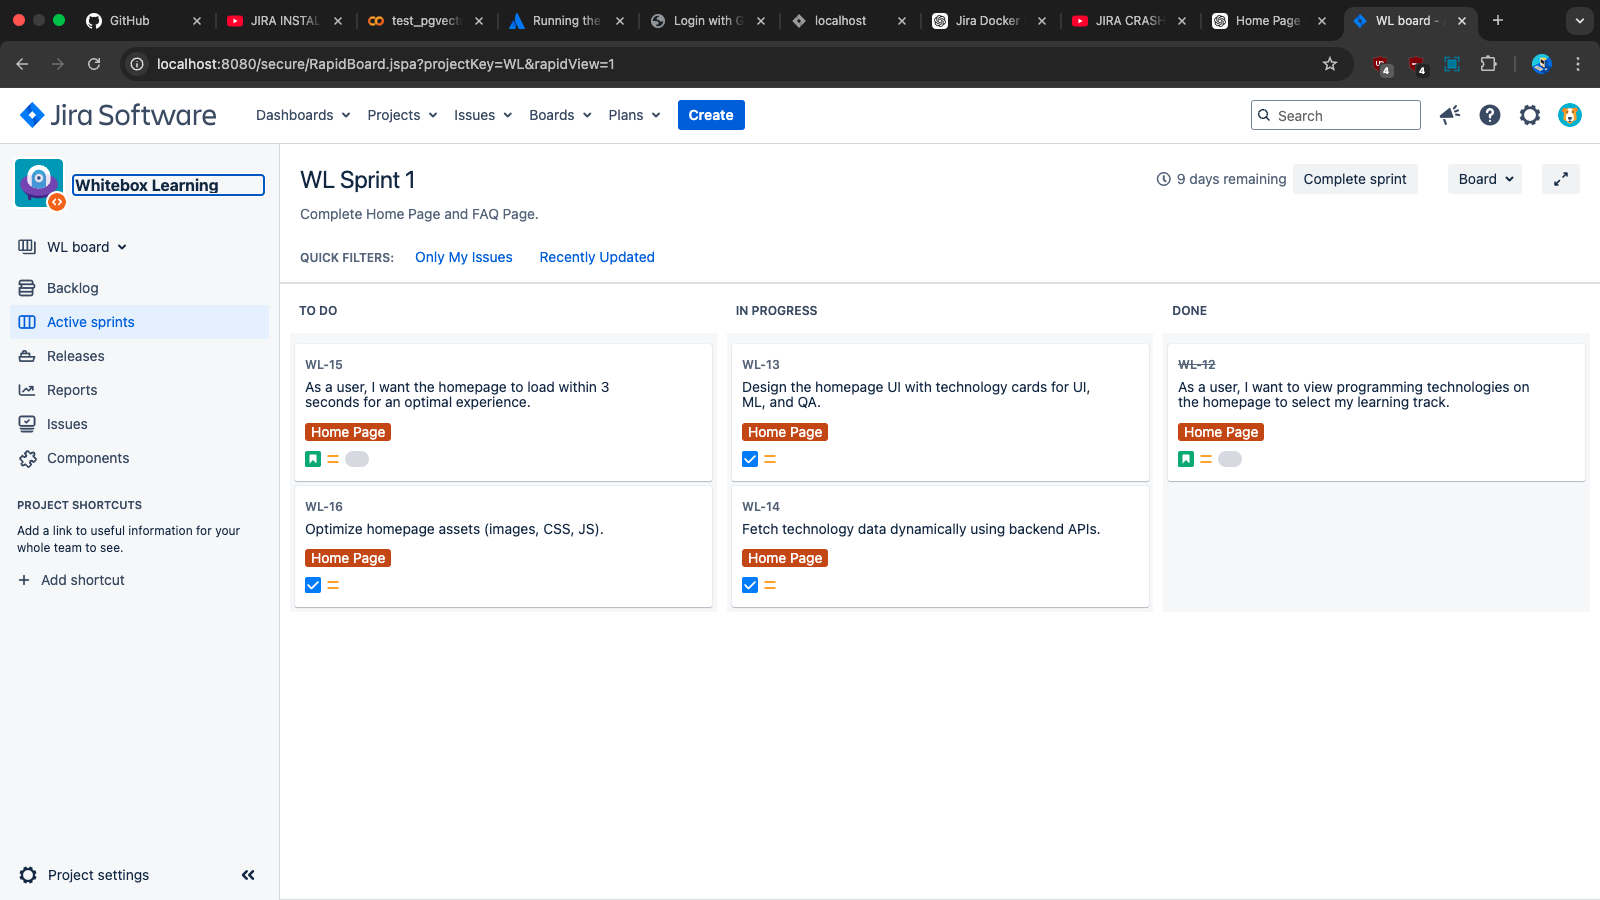 GitHub
JIRA INSTAL
test_pgvect
Running the
Login with G
localhost
Jira Docker
JIRA CRASH
Home Page
WL board -
localhost:8080/secure/RapidBoard.jspa?projectKey=WL&rapidView=1
4
4
Jira Software
Dashboards
Projects
Issues
Boards
Plans
Create
Search
Whitebox Learning
WL board
Backlog
Active sprints
Releases
Reports
Issues
Components
PROJECT SHORTCUTS
Add a link to useful information for your
whole team to see.
Add shortcut
Project settings
WL Sprint 1
9 days remaining
Complete sprint
Board
Complete Home Page and FAQ Page.
QUICK FILTERS:
Only My Issues
Recently Updated
TO DO
WL-15
As a user, I want the homepage to load within 3
seconds for an optimal experience.
Home Page
WL-16
Optimize homepage assets (images, CSS, JS).
Home Page
IN PROGRESS
WL-13
Design the homepage UI with technology cards for UI,
ML, and QA.
Home Page
WL-14
Fetch technology data dynamically using backend APIs.
Home Page
DONE
WL-12
As a user, I want to view programming technologies on
the homepage to select my learning track.
Home Page